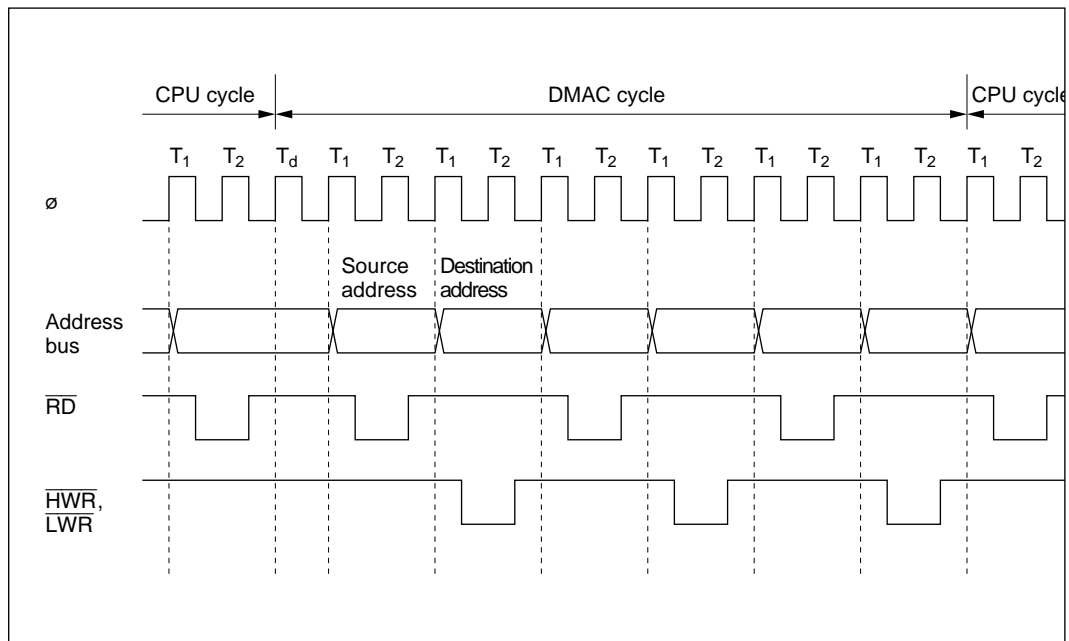 CPU cycle DMAC cycle CPU cycle
T1 T2 Td T1 T2 T1 T2 T1 T2 T1 T2 T1 T2 T1 T2 T1 T2
ø
Source address
Destination address
Address bus
RD
HWR,
LWR